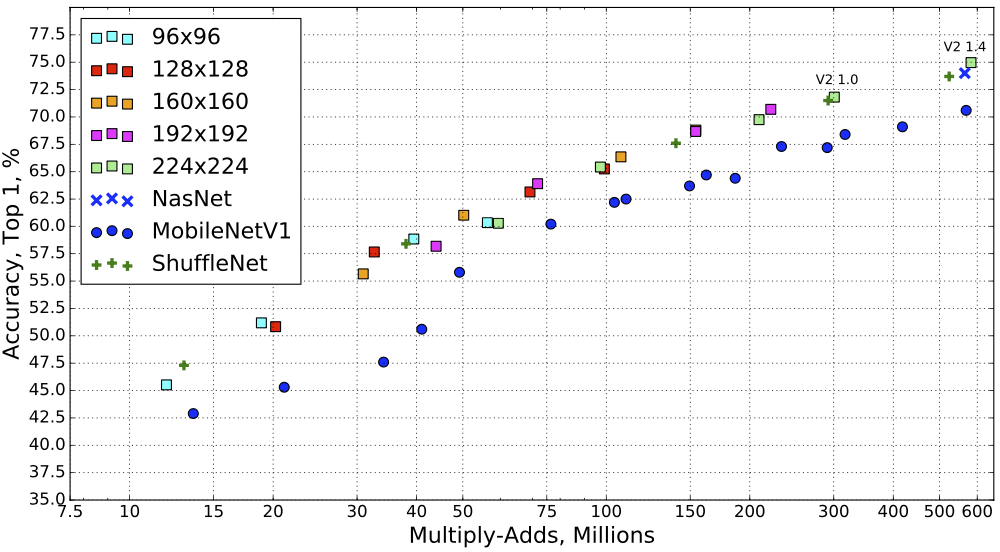 77.5
75.0
72.5
70.0
67.5
65.0
62.5
60.0
57.5
55.0
52.5
50.0
47.5
45.0
42.5
40.0
37.5
35.0
Accuracy, Top 1, %
96x96
128x128
160x160
192x192
224x224
NasNet
MobileNetV1
ShuffleNet
V2 1.0
V2 1.4
7.5 10 15 20 30 40 50 75 100 150 200 300 400 500 600
Multiply-Adds, Millions